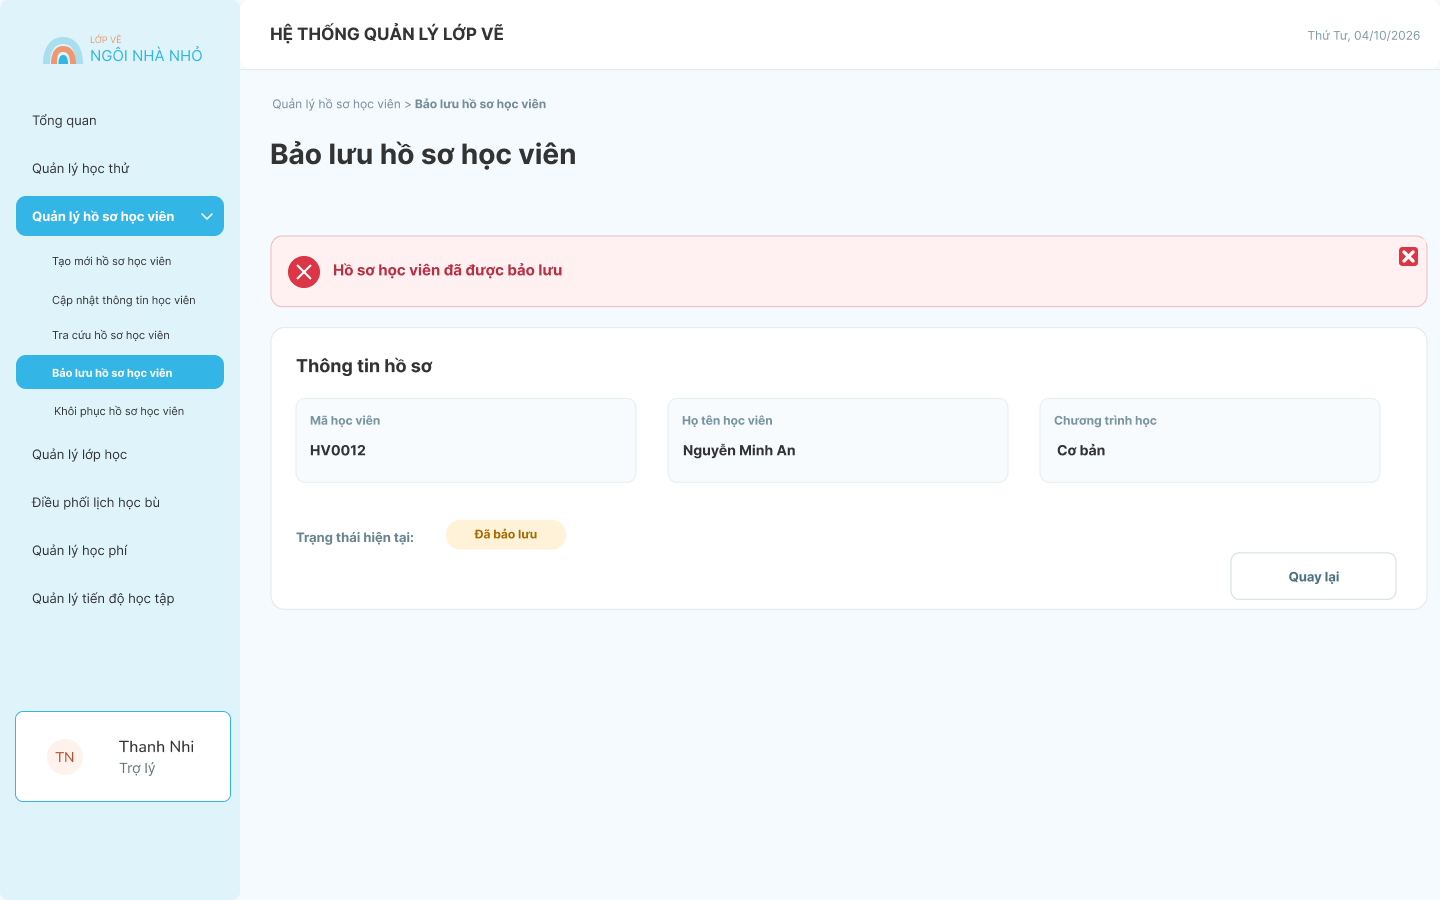 LỚP VẼ
NGÔI NHÀ NHỎ
Tổng quan
Quản lý học thử
Quản lý hồ sơ học viên
Tạo mới hồ sơ học viên
Cập nhật thông tin học viên
Tra cứu hồ sơ học viên
Bảo lưu hồ sơ học viên
Khôi phục hồ sơ học viên
Quản lý lớp học
Điều phối lịch học bù
Quản lý học phí
Quản lý tiến độ học tập
TN
Thanh Nhi
Trợ lý
HỆ THỐNG QUẢN LÝ LỚP VẼ
Thứ Tư, 04/10/2026
Quản lý hồ sơ học viên > Bảo lưu hồ sơ học viên
Bảo lưu hồ sơ học viên
Hồ sơ học viên đã được bảo lưu
Thông tin hồ sơ
Mã học viên
HV0012
Họ tên học viên
Nguyễn Minh An
Chương trình học
Cơ bản
Trạng thái hiện tại:
Đã bảo lưu
Quay lại